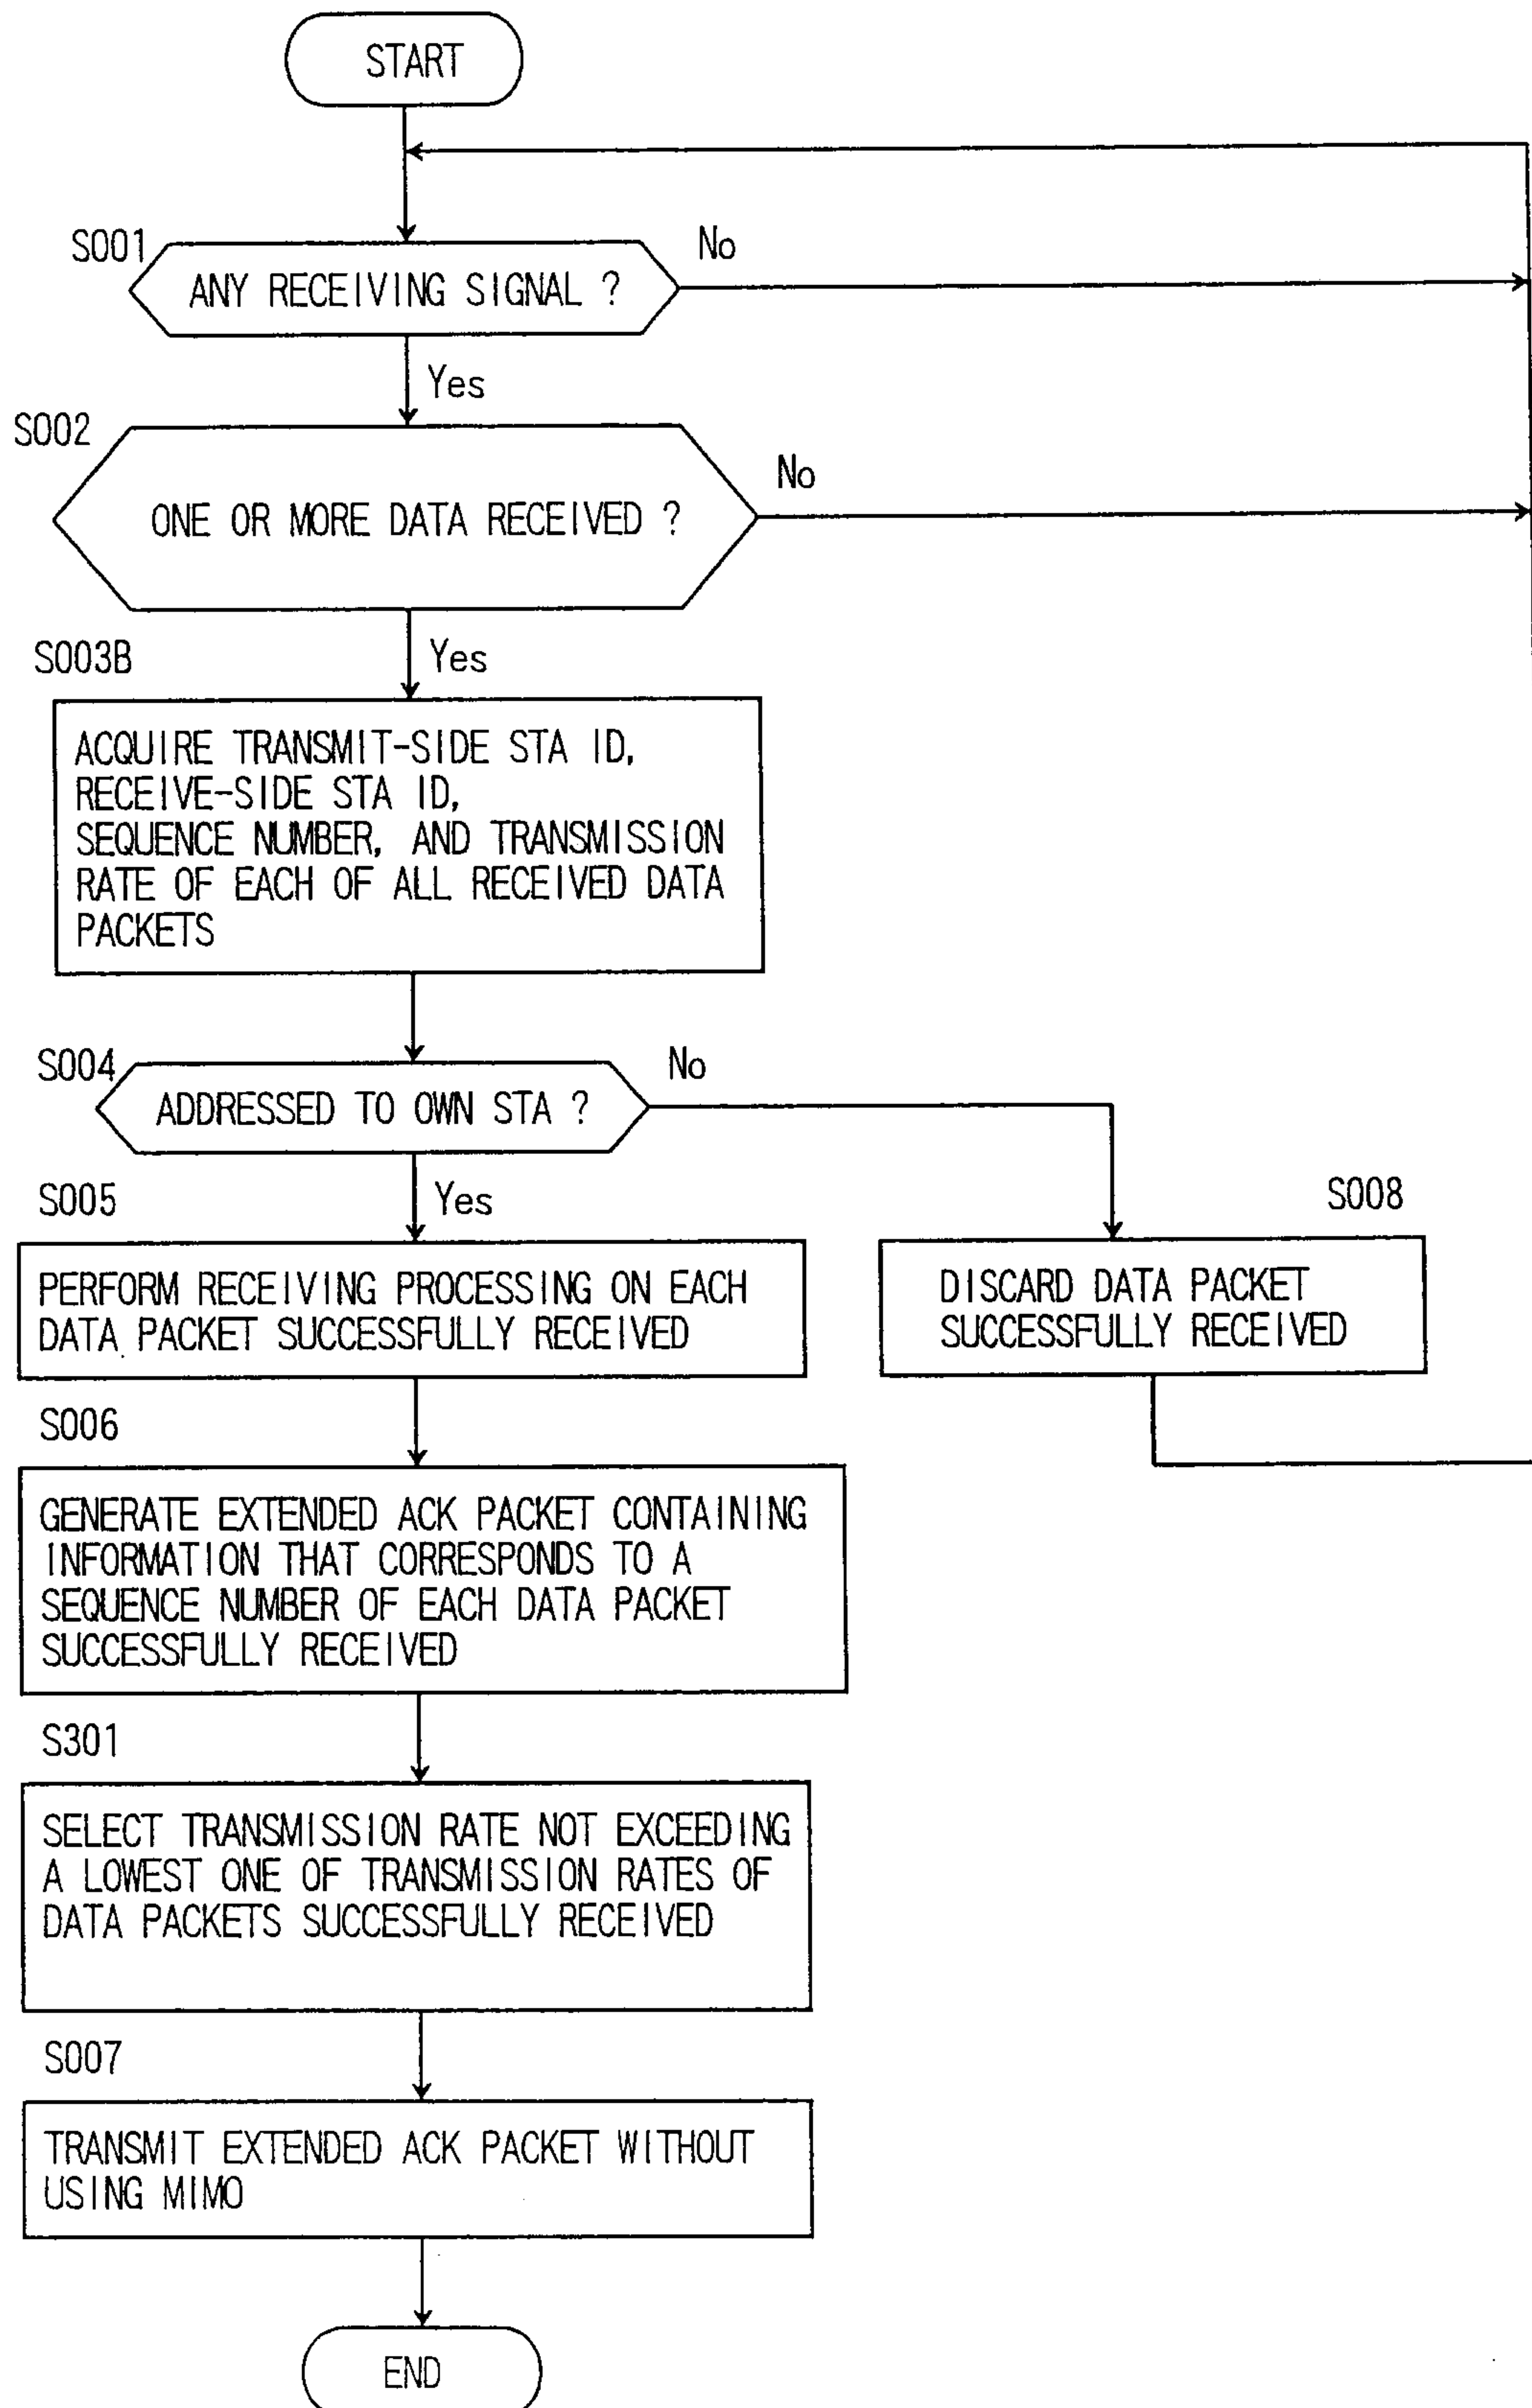 START
S001
ANY RECEIVING SIGNAL ?
No
Yes
S002
ONE OR MORE DATA RECEIVED ?
No
Yes
S003B
ACQUIRE TRANSMIT-SIDE STA ID,
RECEIVE-SIDE STA ID,
SEQUENCE NUMBER, AND TRANSMISSION
RATE OF EACH OF ALL RECEIVED DATA
PACKETS
S004
ADDRESSED TO OWN STA ?
No
Yes
S005
PERFORM RECEIVING PROCESSING ON EACH
DATA PACKET SUCCESSFULLY RECEIVED
S008
DISCARD DATA PACKET
SUCCESSFULLY RECEIVED
S006
GENERATE EXTENDED ACK PACKET CONTAINING
INFORMATION THAT CORRESPONDS TO A
SEQUENCE NUMBER OF EACH DATA PACKET
SUCCESSFULLY RECEIVED
S301
SELECT TRANSMISSION RATE NOT EXCEEDING
A LOWEST ONE OF TRANSMISSION RATES OF
DATA PACKETS SUCCESSFULLY RECEIVED
S007
TRANSMIT EXTENDED ACK PACKET WITHOUT
USING MIMO
END